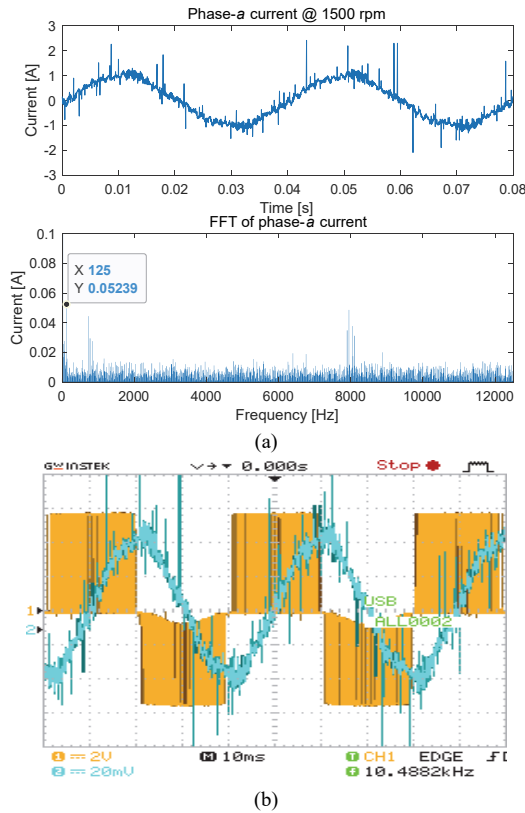 Phase-a current @ 1500 rpm
3
2
1
0
-1
-2
-3
Current [A]
0 0.01 0.02 0.03 0.04 0.05 0.06 0.07 0.08
Time [s]
FFT of phase-a current
0.1
0.08
0.06
0.04
0.02
0
Current [A]
X 125
Y 0.05239
0 2000 4000 6000 8000 10000 12000
Frequency [Hz]
(a)
GWINSTEK 0.000s Stop
1
2
USB
ALL0002
1 2V M 10ms T CH1 EDGE
2 20mV f 10.4882kHz
(b)